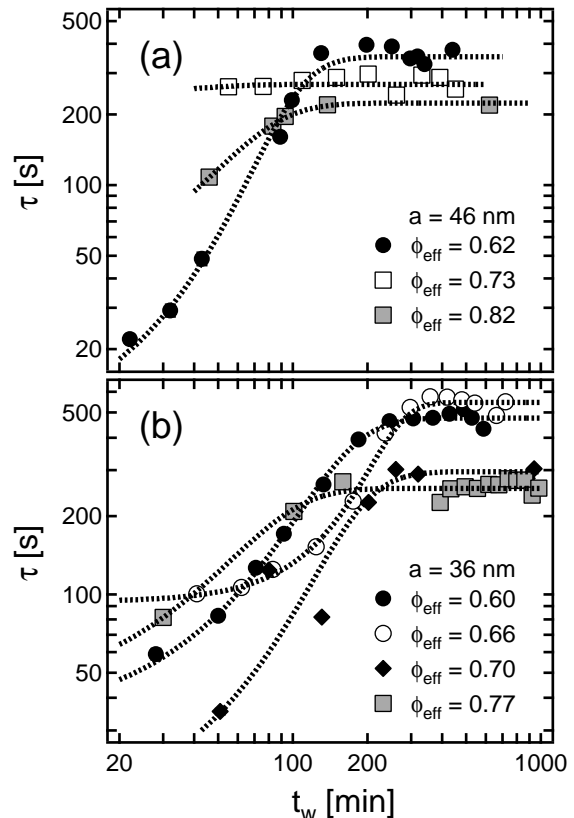 (a)
500
200
100
50
20
τ [s]
a = 46 nm
ϕeff = 0.62
ϕeff = 0.73
ϕeff = 0.82
(b)
500
200
100
50
τ [s]
a = 36 nm
ϕeff = 0.60
ϕeff = 0.66
ϕeff = 0.70
ϕeff = 0.77
20 100 200 1000
tw [min]